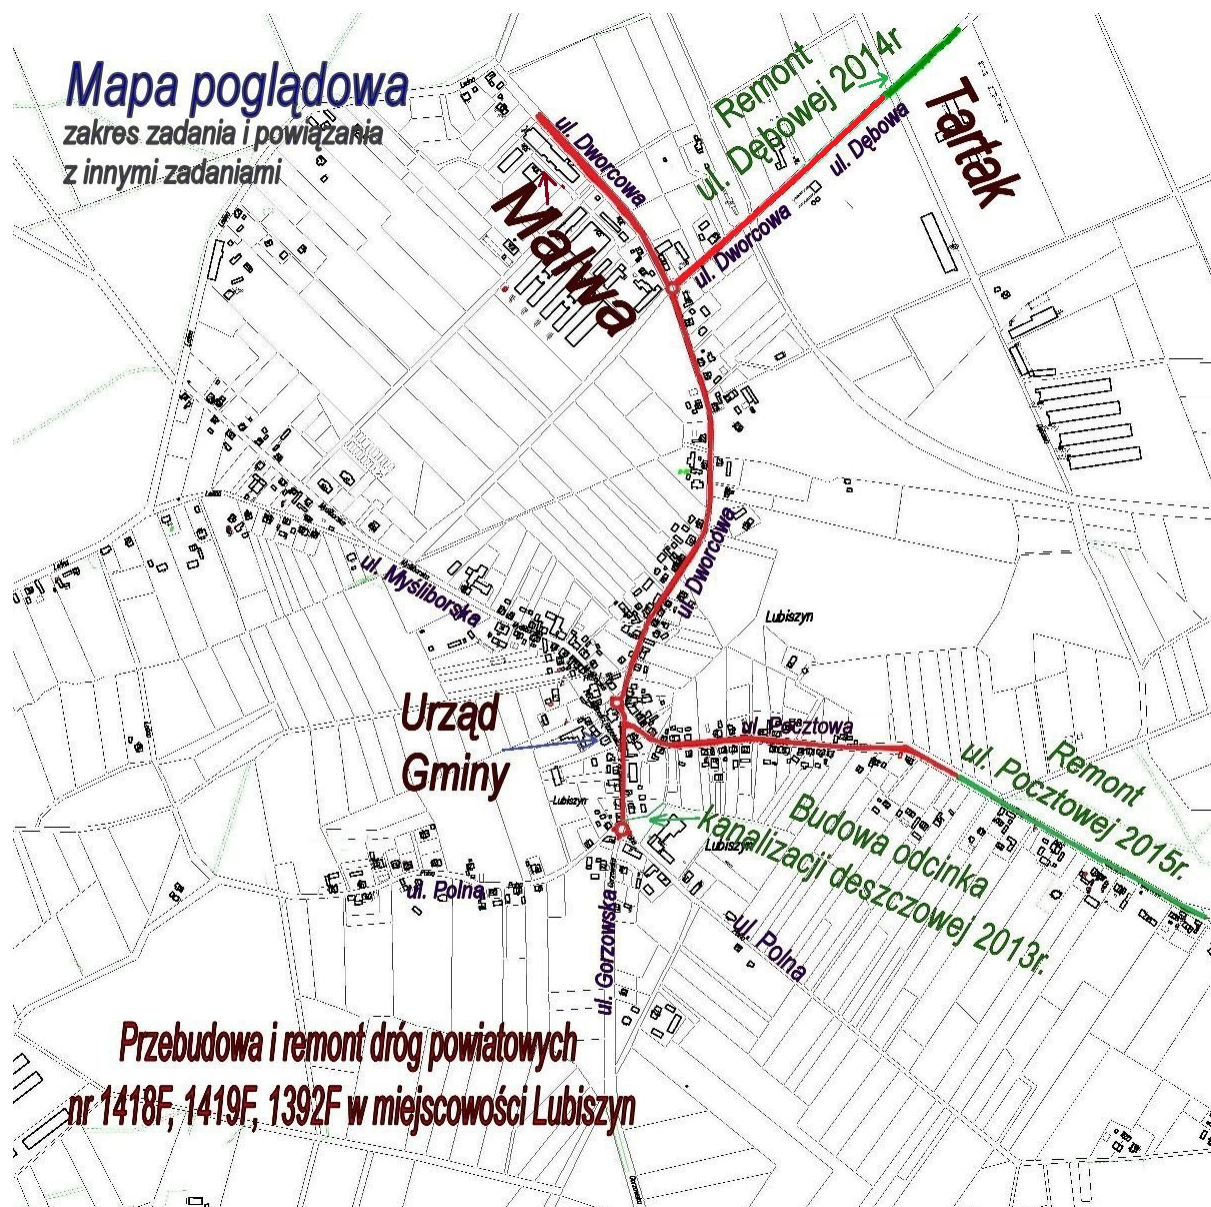 Mapa poglądowa
zakres zadania i powiązania
z innymi zadaniami
Remont
ul. Dębowej 2014r
ul. Dworcowa
ul. Dębowa
Tartak
Malwa
ul. Dworcowa
ul. Dworcowa
ul. Myśliborska
Lubiszyn
Urząd
Gminy
ul. Pocztowa
Remont
ul. Pocztowej 2015r.
Lubiszyn
Budowa odcinka
kanalizacji deszczowej 2013r.
Lubiszyn
ul. Polna
ul. Gorzowska
ul. Polna
Przebudowa i remont dróg powiatowych
nr 1418F, 1419F, 1392F w miejscowości Lubiszyn